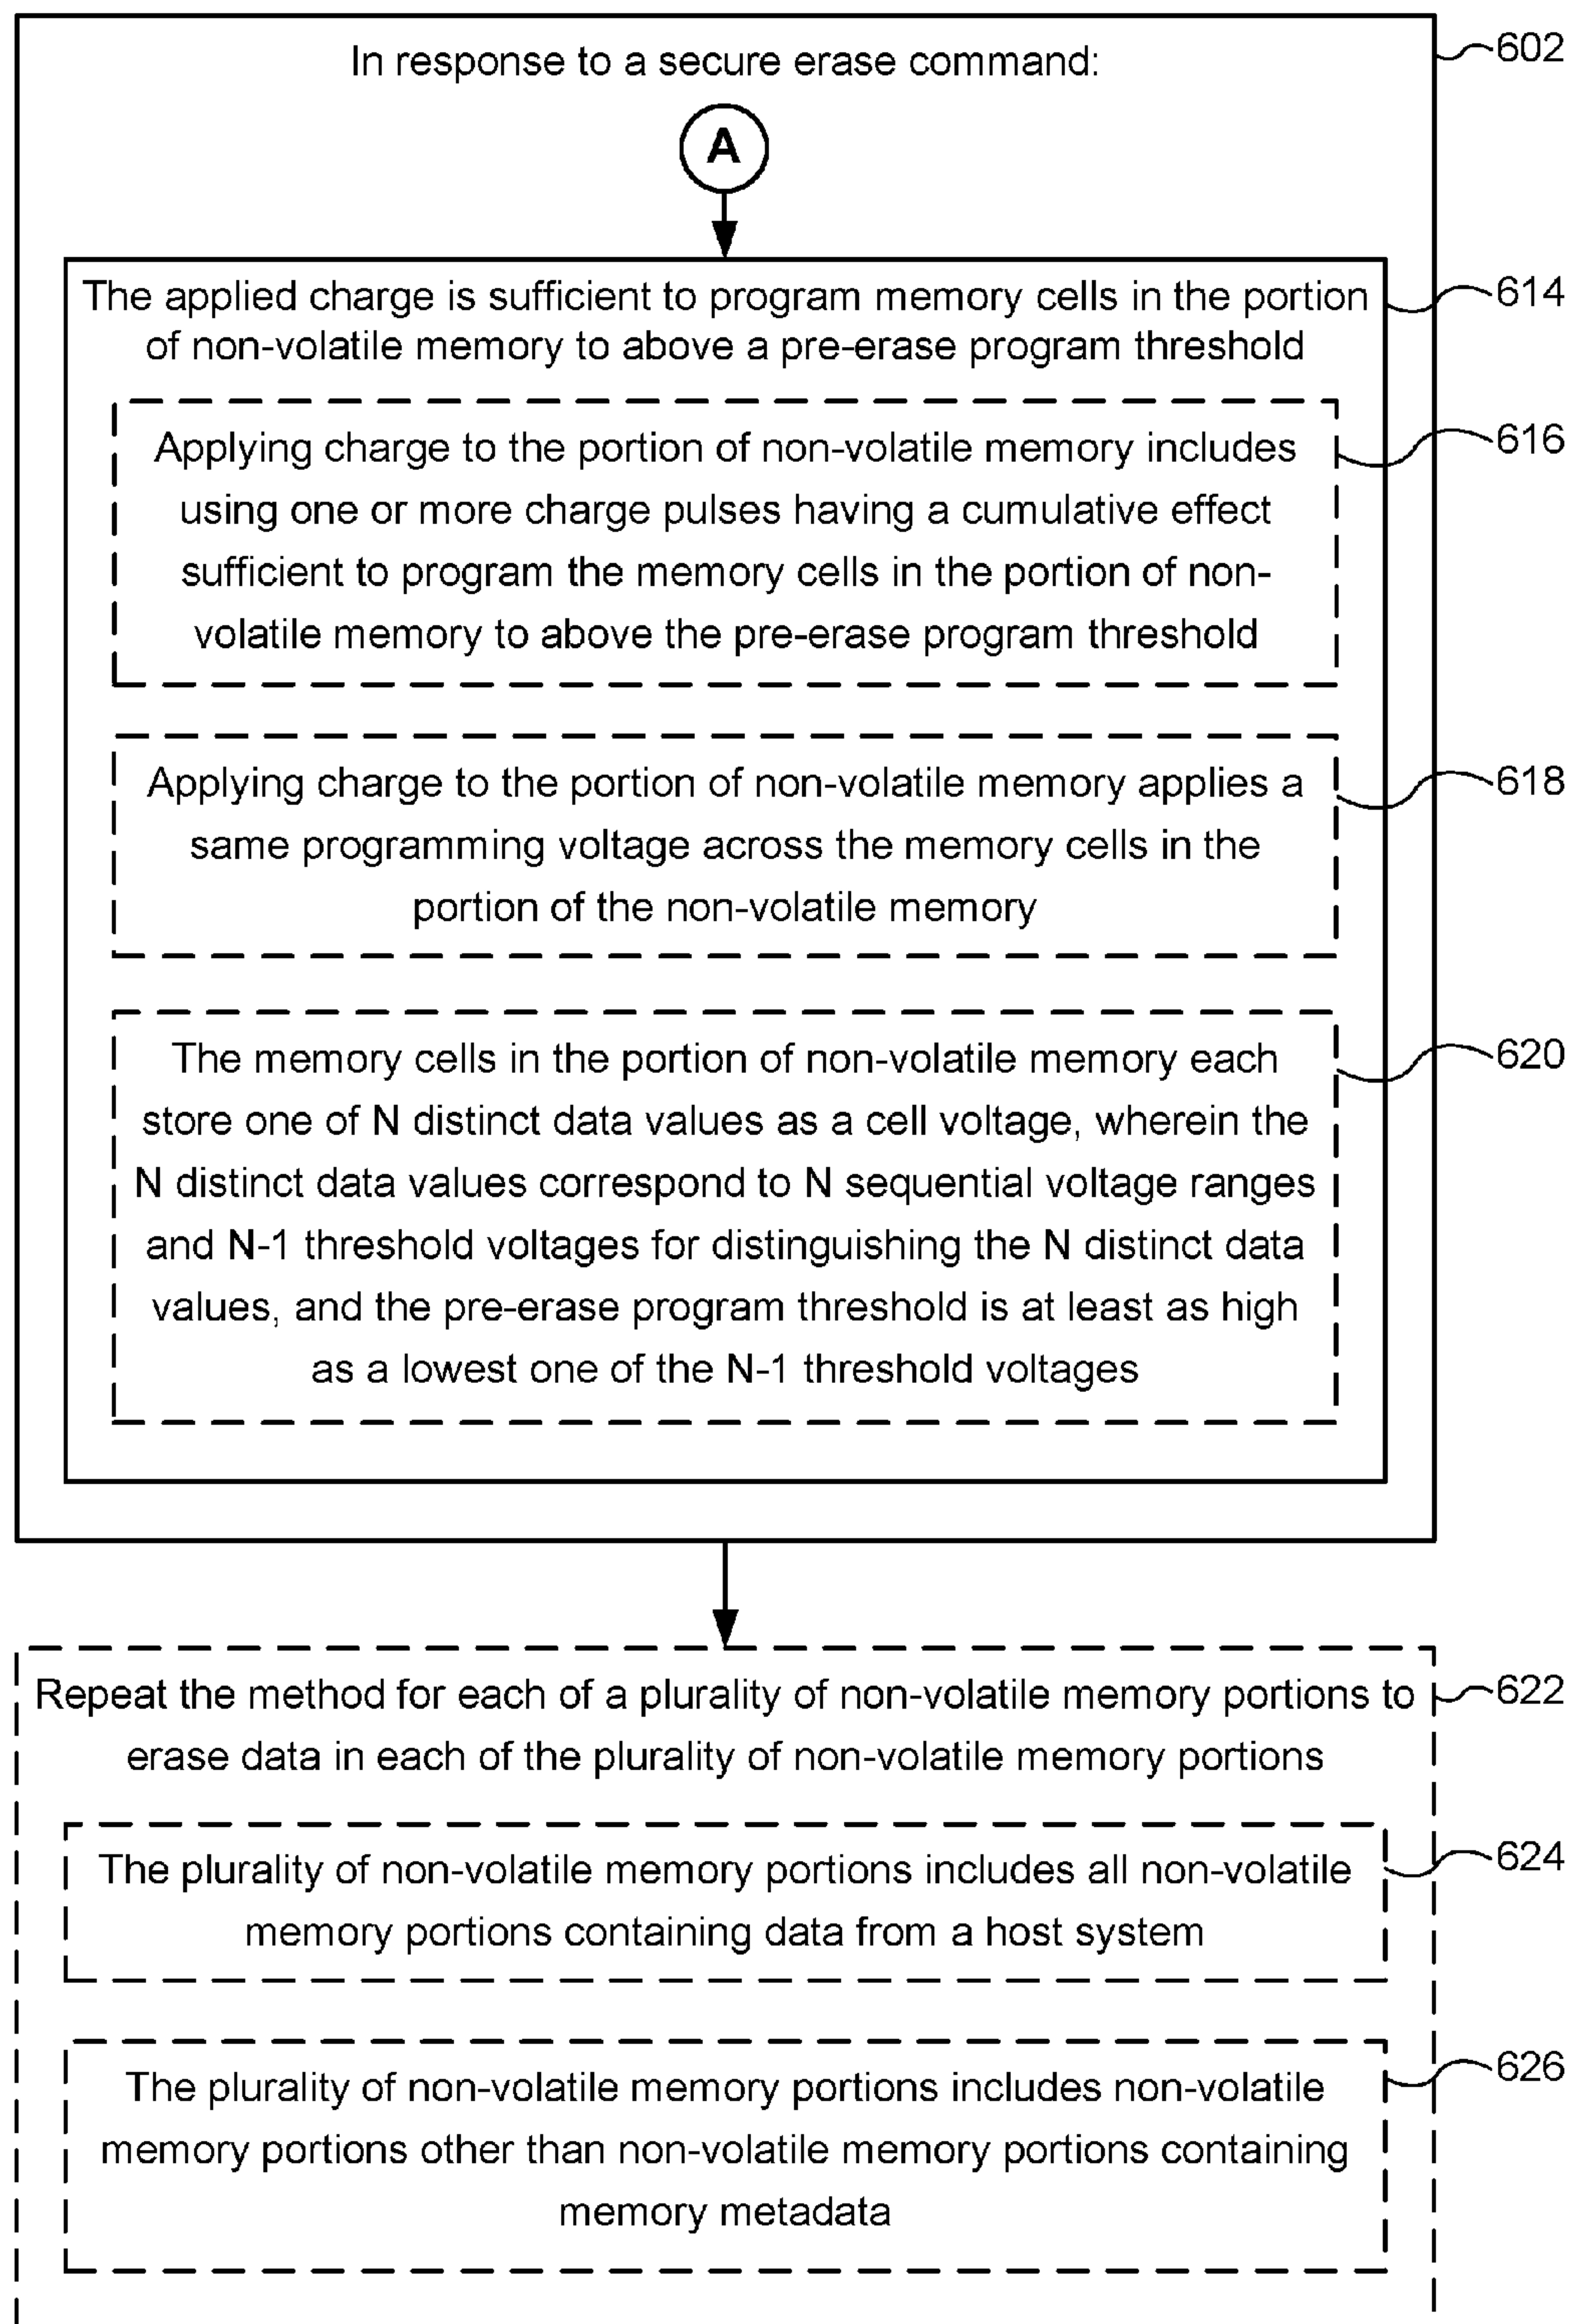 In response to a secure erase command:
602
A
The applied charge is sufficient to program memory cells in the portion
of non-volatile memory to above a pre-erase program threshold
614
Applying charge to the portion of non-volatile memory includes
using one or more charge pulses having a cumulative effect
sufficient to program the memory cells in the portion of non-
volatile memory to above the pre-erase program threshold
616
Applying charge to the portion of non-volatile memory applies a
same programming voltage across the memory cells in the
portion of the non-volatile memory
618
The memory cells in the portion of non-volatile memory each
store one of N distinct data values as a cell voltage, wherein the
N distinct data values correspond to N sequential voltage ranges
and N-1 threshold voltages for distinguishing the N distinct data
values, and the pre-erase program threshold is at least as high
as a lowest one of the N-1 threshold voltages
620
Repeat the method for each of a plurality of non-volatile memory portions to
erase data in each of the plurality of non-volatile memory portions
622
The plurality of non-volatile memory portions includes all non-volatile
memory portions containing data from a host system
624
The plurality of non-volatile memory portions includes non-volatile
memory portions other than non-volatile memory portions containing
memory metadata
626